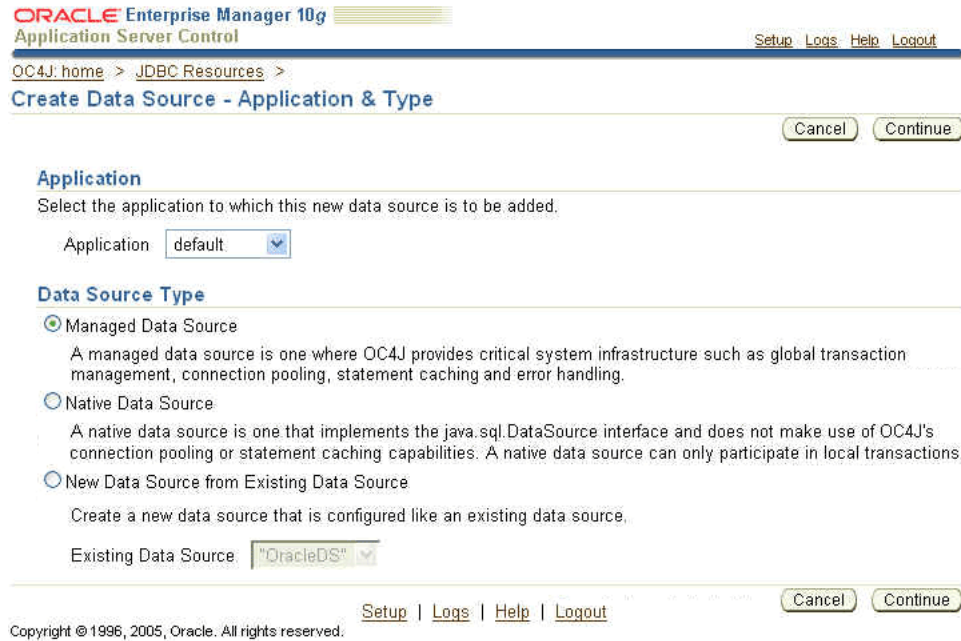 ORACLE Enterprise Manager 10g
Application Server Control
Setup Logs Help Logout
OC4J: home > JDBC Resources >
Create Data Source - Application & Type
Cancel Continue
Application
Select the application to which this new data source is to be added.
Application default
Data Source Type
Managed Data Source
A managed data source is one where OC4J provides critical system infrastructure such as global transaction
management, connection pooling, statement caching and error handling.
Native Data Source
A native data source is one that implements the java.sql.DataSource interface and does not make use of OC4J's
connection pooling or statement caching capabilities. A native data source can only participate in local transactions
New Data Source from Existing Data Source
Create a new data source that is configured like an existing data source.
Existing Data Source "OracleDS"
Cancel Continue
Setup | Logs | Help | Logout
Copyright © 1996, 2005, Oracle. All rights reserved.